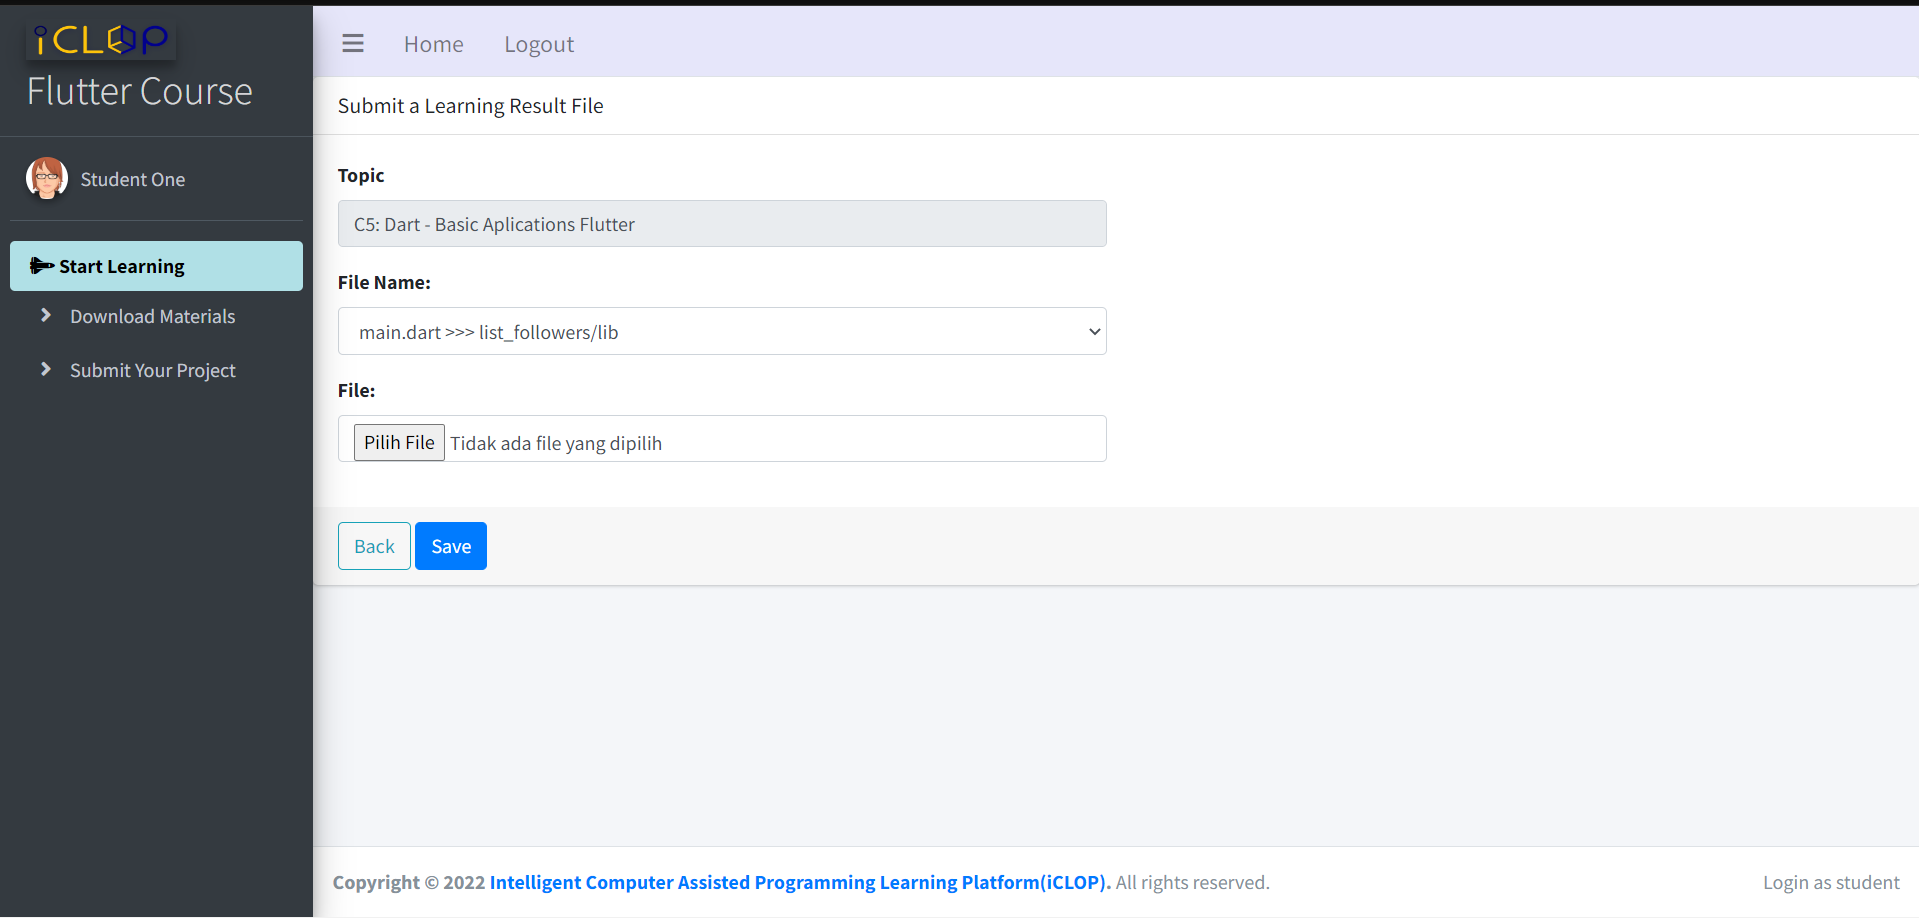 iCLOP
Flutter Course
Student One
Start Learning
Download Materials
Submit Your Project
Home Logout
Submit a Learning Result File
Topic
C5: Dart - Basic Aplications Flutter
File Name:
main.dart >>> list_followers/lib
File:
Pilih File Tidak ada file yang dipilih
Back Save
Copyright © 2022 Intelligent Computer Assisted Programming Learning Platform(iCLOP). All rights reserved.
Login as student